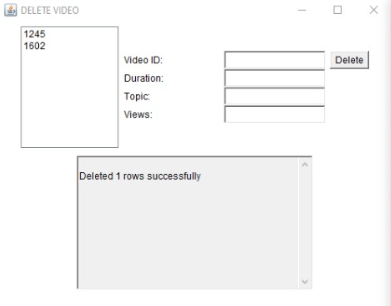 DELETE VIDEO
1245
1602
Video ID:
Delete
Duration:
Topic:
Views:
Deleted 1 rows successfully